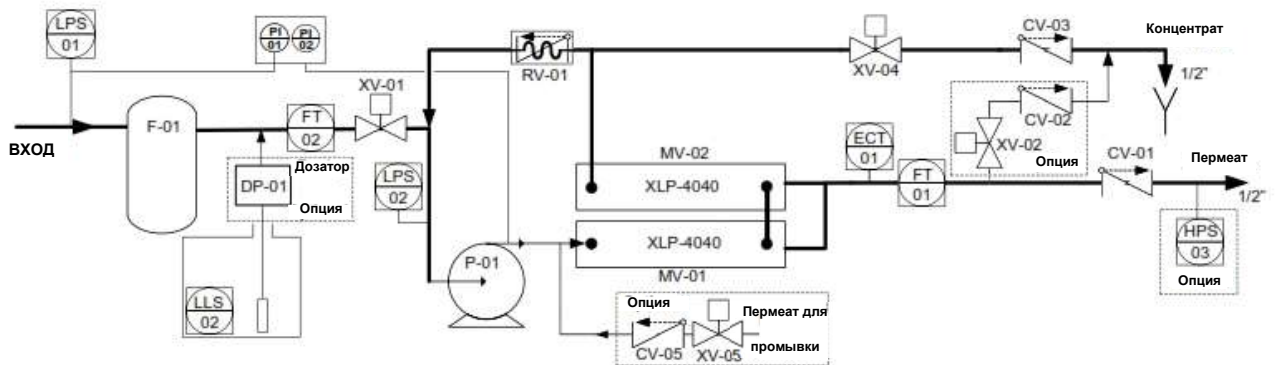 LPS
01
PI
01
PI
02
XV-01
RV-01
XV-04
CV-03
Концентрат
1/2"
ВХОД
F-01
FT
02
Дозатор
DP-01
Опция
LPS
02
MV-02
XLP-4040
XLP-4040
MV-01
ECT
01
FT
01
CV-02
XV-02
Опция
CV-01
Пермеат
1/2"
HPS
03
Опция
P-01
LLS
02
Опция
Пермеат для
промывки
CV-05
XV-05